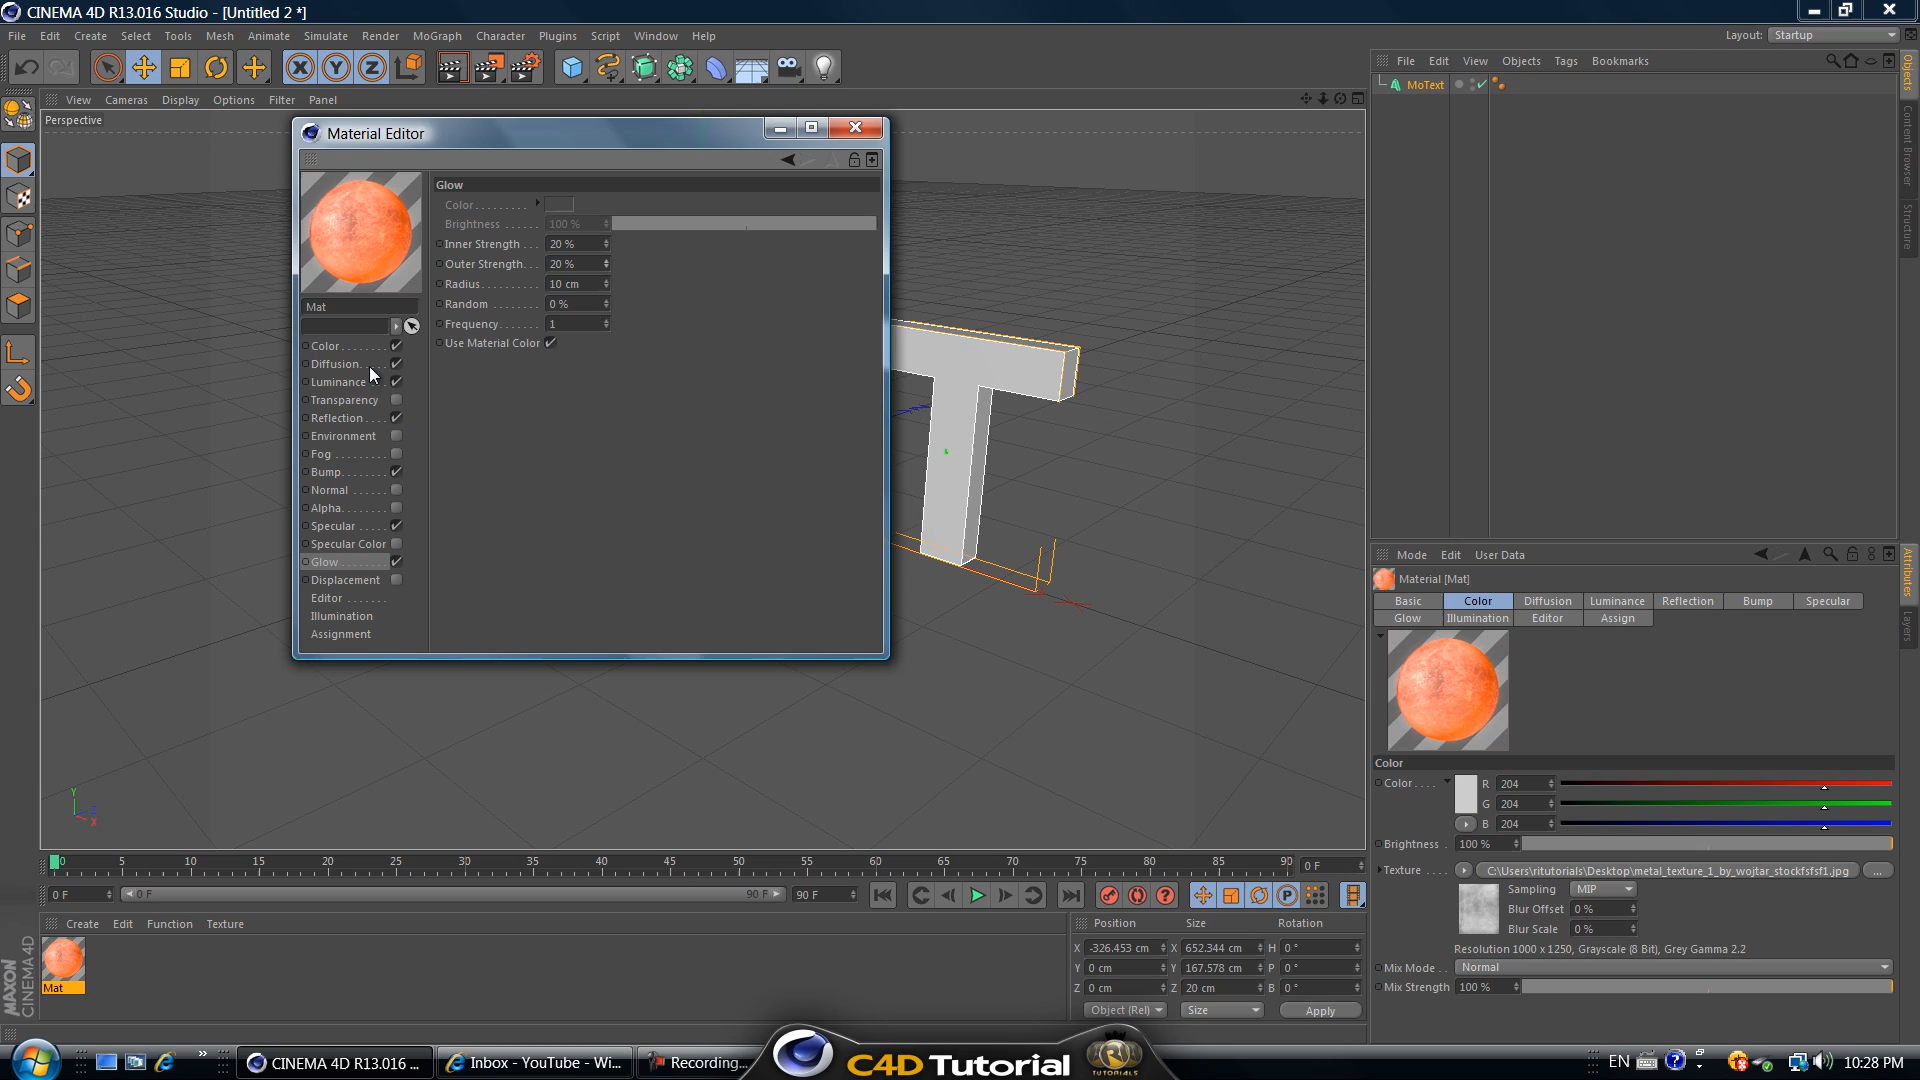 CINEMA 4D R13.016 Studio - [Untitled 2 *]
File Edit Create Select Tools Mesh Animate Simulate Render MoGraph Character Plugins Script Window Help
Layout: Startup
View Cameras Display Options Filter Panel
Perspective
Material Editor
Mat
Color
Diffusion
Luminance
Transparency
Reflection
Environment
Fog
Bump
Normal
Alpha
Specular
Specular Color
Glow
Displacement
Editor
Illumination
Assignment
Glow
Color
Brightness 100 %
Inner Strength 20 %
Outer Strength 20 %
Radius 10 cm
Random 0 %
Frequency 1
Use Material Color
T
Y
Z
X
File Edit View Objects Tags Bookmarks
MoText
Objects
Content Browser
Structure
Mode Edit User Data
Attributes
Layers
Material [Mat]
Basic Color Diffusion Luminance Reflection Bump Specular
Glow Illumination Editor Assign
Color
Color R 204
G 204
B 204
Brightness 100 %
Texture C:\Users\ritutorials\Desktop\metal_texture_1_by_wojtar_stockfsfsf1.jpg ...
Sampling MIP
Blur Offset 0 %
Blur Scale 0 %
Resolution 1000 x 1250, Grayscale (8 Bit), Grey Gamma 2.2
Mix Mode Normal
Mix Strength 100 %
0 5 10 15 20 25 30 35 40 45 50 55 60 65 70 75 80 85 90 0 F
0 F 0 F 90 F 90 F
Create Edit Function Texture
Mat
Position Size Rotation
X -326.453 cm X 652.344 cm H 0 °
Y 0 cm Y 167.578 cm P 0 °
Z 0 cm Z 20 cm B 0 °
Object (Rel) Size Apply
MAXON
CINEMA 4D
CINEMA 4D R13.016 ...
Inbox - YouTube - Wi...
Recording...
C4D Tutorial
R
TUTORIALS
EN
10:28 PM